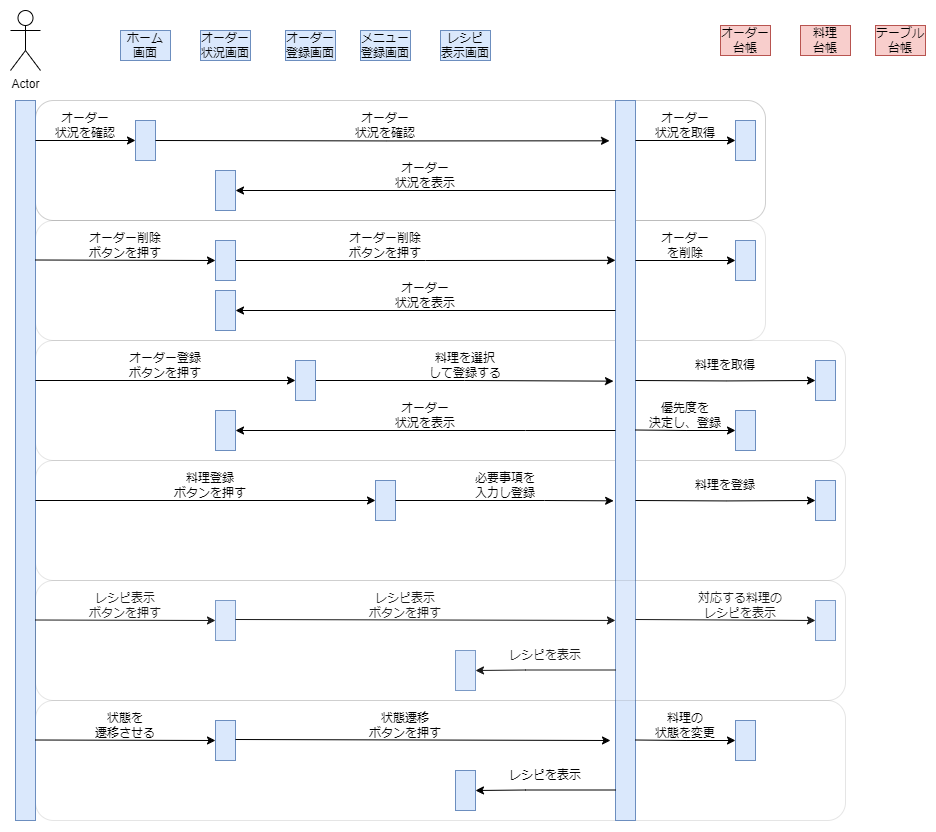 ホーム
画面
オーダー
状況画面
オーダー
登録画面
メニュー
登録画面
レシピ
表示画面
オーダー
台帳
料理
台帳
テーブル
台帳
Actor
オーダー
状況を確認
オーダー
状況を確認
オーダー
状況を取得
オーダー
状況を表示
オーダー削除
ボタンを押す
オーダー削除
ボタンを押す
オーダー
を削除
オーダー
状況を表示
オーダー登録
ボタンを押す
料理を選択
して登録する
料理を取得
オーダー
状況を表示
優先度を
決定し、登録
料理登録
ボタンを押す
必要事項を
入力し登録
料理を登録
レシピ表示
ボタンを押す
レシピ表示
ボタンを押す
対応する料理の
レシピを表示
レシピを表示
状態を
遷移させる
状態遷移
ボタンを押す
料理の
状態を変更
レシピを表示